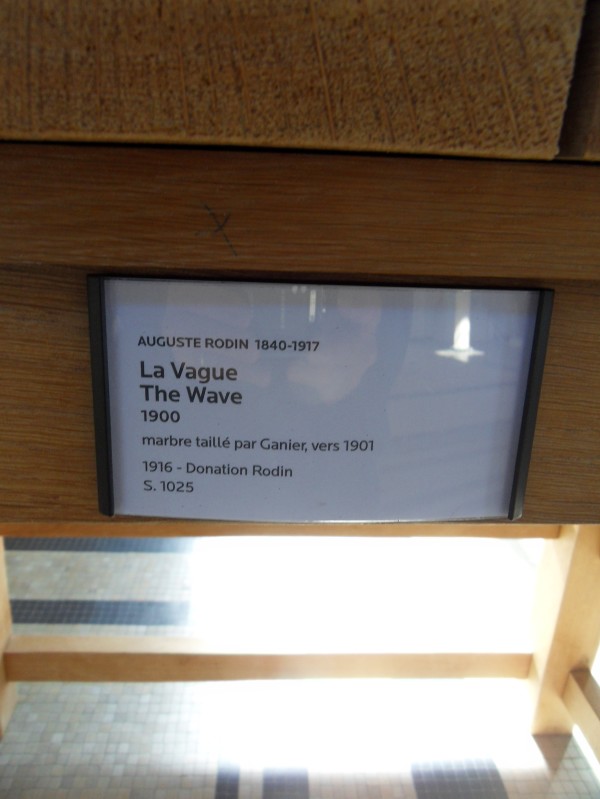 AUGUSTE RODIN 1840-1917
La Vague
The Wave
1900
marbre taillé par Ganier, vers 1901
1916 - Donation Rodin
S. 1025